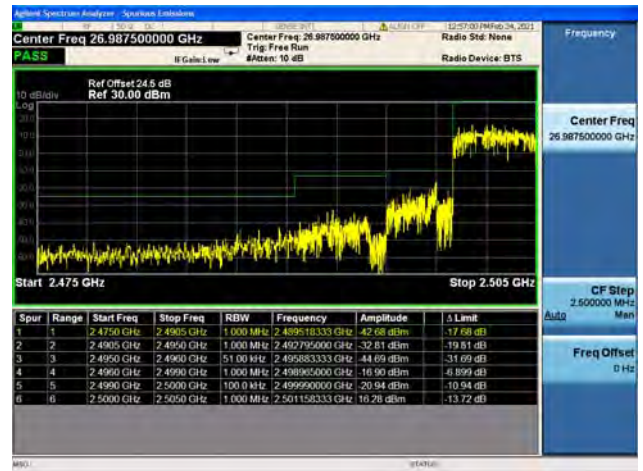 Agilent Spectrum Analyzer - Spurious Emissions
SENSE:INT ALIGN OFF 12:57:00 PM Feb 24, 2021
Center Freq 26.987500000 GHz
Center Freq: 26.987500000 GHz
Radio Std: None
Trig: Free Run
PASS
IFGain:Low
#Atten: 10 dB
Radio Device: BTS
Ref Offset 24.5 dB
10 dB/div Ref 30.00 dBm
Log
Start 2.475 GHz
Stop 2.505 GHz
Spur Range Start Freq Stop Freq RBW Frequency Amplitude Δ Limit
1 1 2.4750 GHz 2.4905 GHz 1.000 MHz 2.489518333 GHz -42.68 dBm -17.68 dB
2 2 2.4905 GHz 2.4950 GHz 1.000 MHz 2.492795000 GHz -32.81 dBm -19.81 dB
3 3 2.4950 GHz 2.4960 GHz 51.00 kHz 2.495883333 GHz -44.69 dBm -31.69 dB
4 4 2.4960 GHz 2.4990 GHz 1.000 MHz 2.498965000 GHz -16.90 dBm -6.899 dB
5 5 2.4990 GHz 2.5000 GHz 100.0 kHz 2.499990000 GHz -20.94 dBm -10.94 dB
6 6 2.5000 GHz 2.5050 GHz 1.000 MHz 2.501158333 GHz 16.28 dBm -13.72 dB
MSG
STATUS
Frequency
Center Freq
26.987500000 GHz
CF Step
2.500000 MHz
Auto Man
Freq Offset
0 Hz